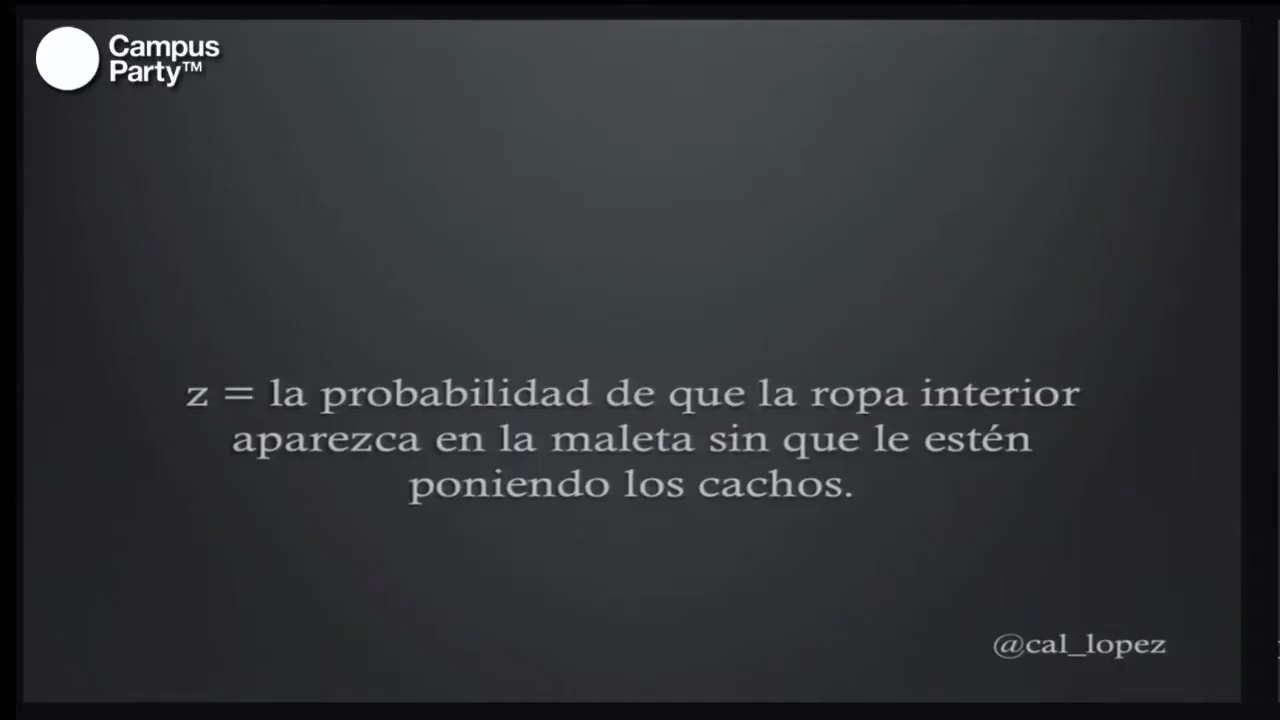 Campus
Party™
z = la probabilidad de que la ropa interior
aparezca en la maleta sin que le estén
poniendo los cachos.
@cal_lopez